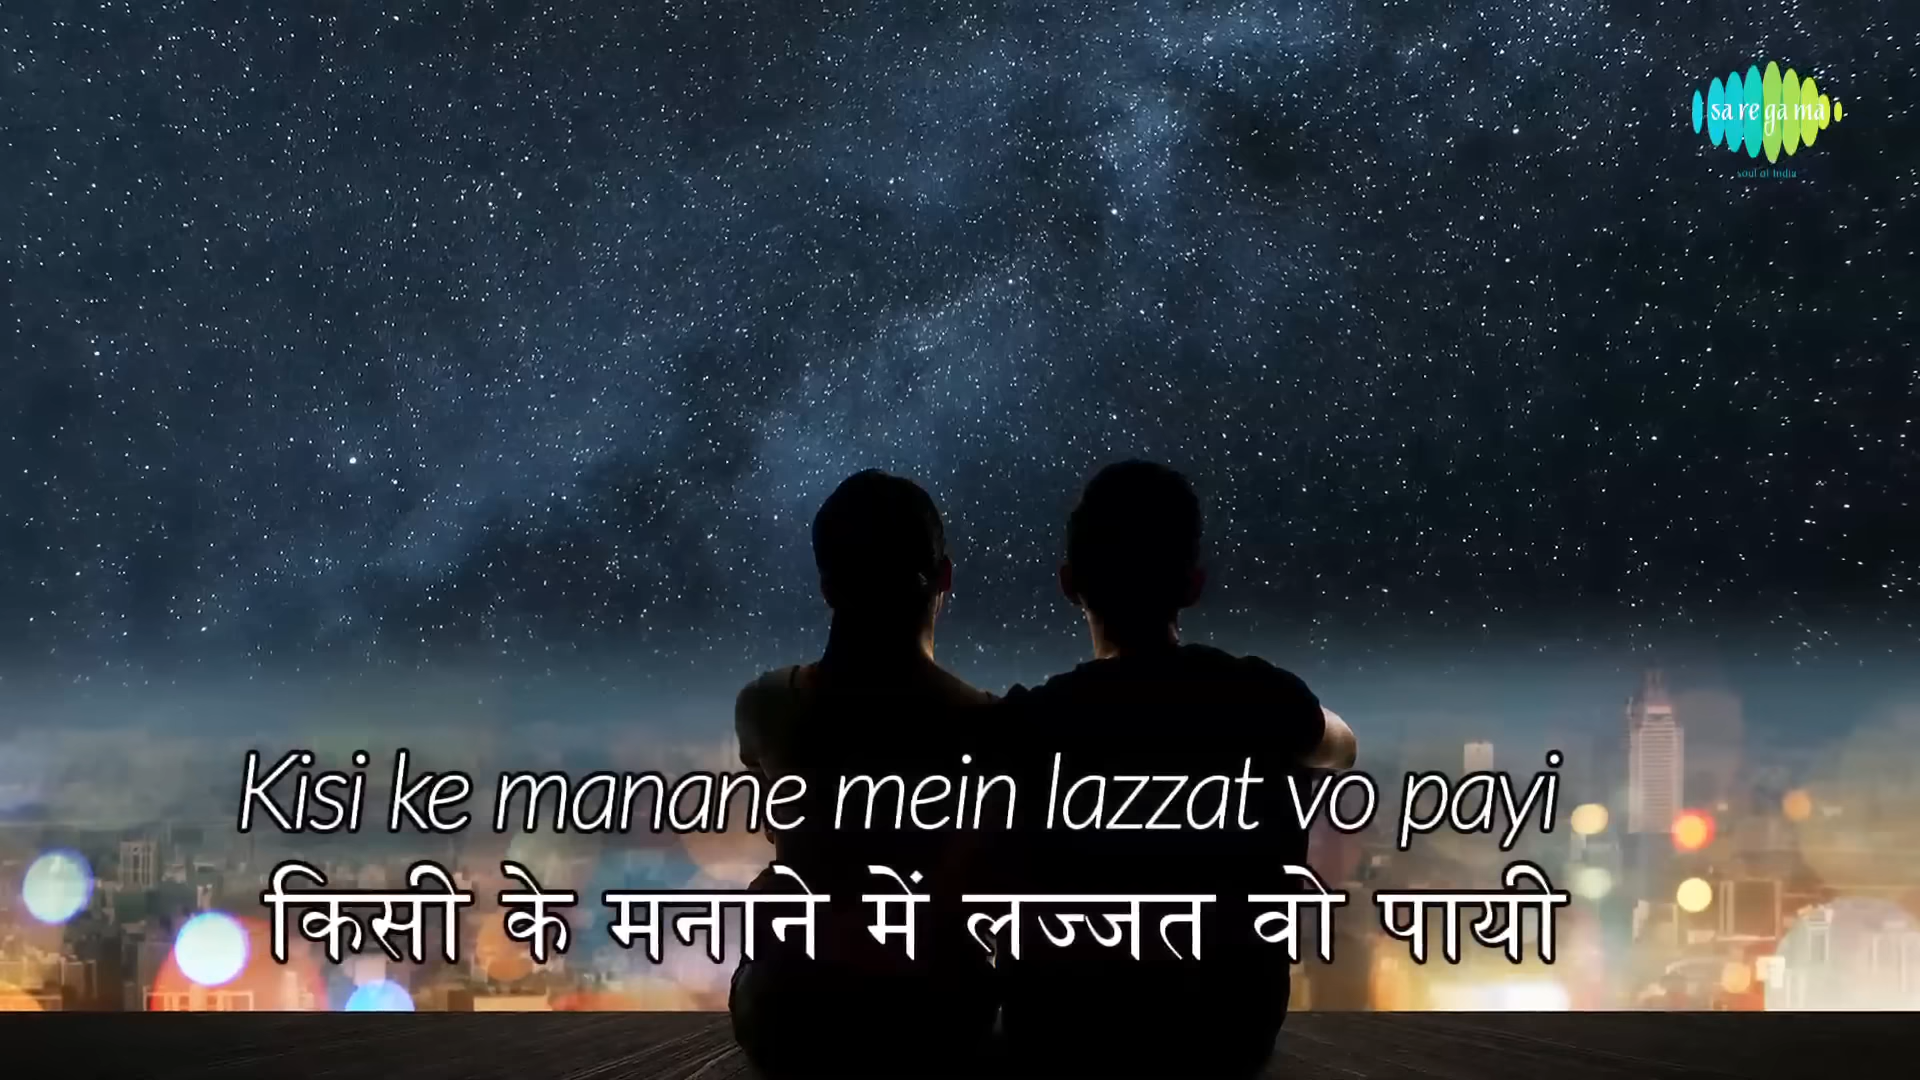 sa re ga ma
soul of India
Kisi ke manane mein lazzat vo payi
किसी के मनाने में लज्जत वो पायी